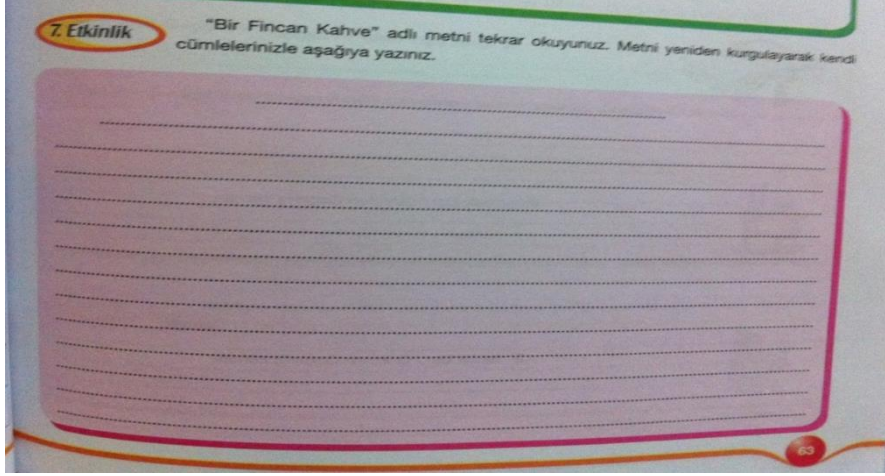 7. Etkinlik
"Bir Fincan Kahve" adlı metni tekrar okuyunuz. Metni yeniden kurgulayarak kendi
cümlelerinizle aşağıya yazınız.
63